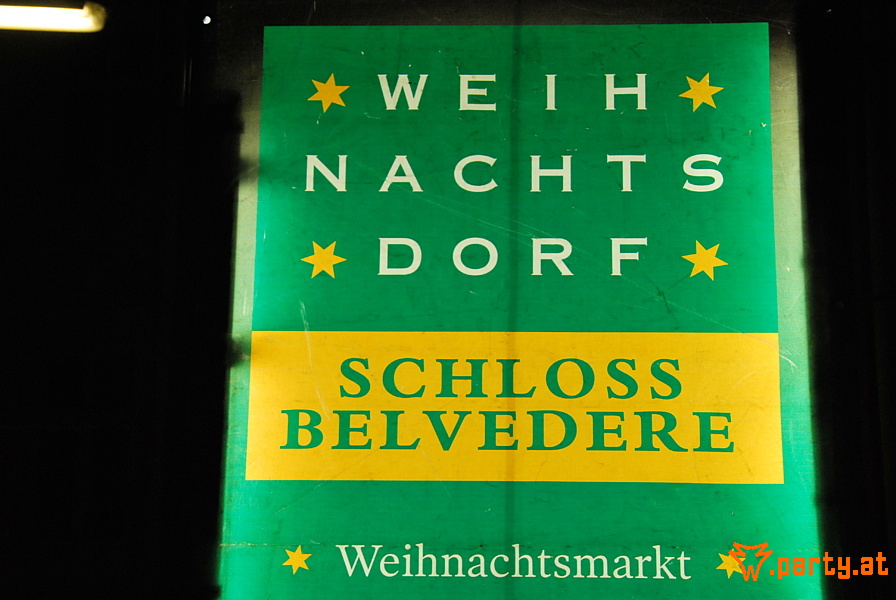 WEIH
NACHTS
DORF
SCHLOSS
BELVEDERE
Weihnachtsmarkt
w.party.at